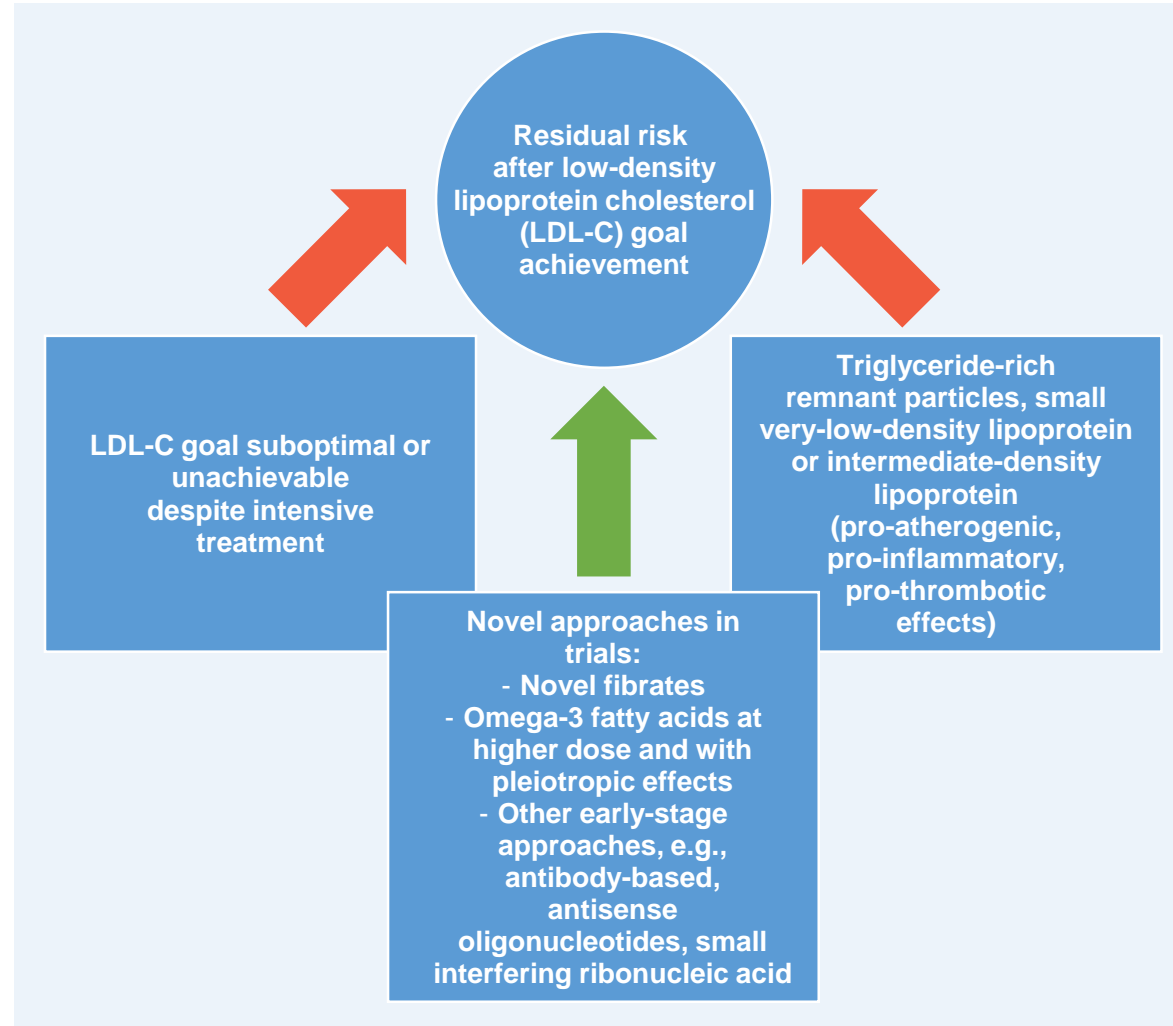 Residual risk
after low-density
lipoprotein cholesterol
(LDL-C) goal
achievement
LDL-C goal suboptimal or
unachievable
despite intensive
treatment
Triglyceride-rich
remnant particles, small
very-low-density lipoprotein
or intermediate-density
lipoprotein
(pro-atherogenic,
pro-inflammatory,
pro-thrombotic
effects)
Novel approaches in
trials:
- Novel fibrates
- Omega-3 fatty acids at
higher dose and with
pleiotropic effects
- Other early-stage
approaches, e.g.,
antibody-based,
antisense
oligonucleotides, small
interfering ribonucleic acid